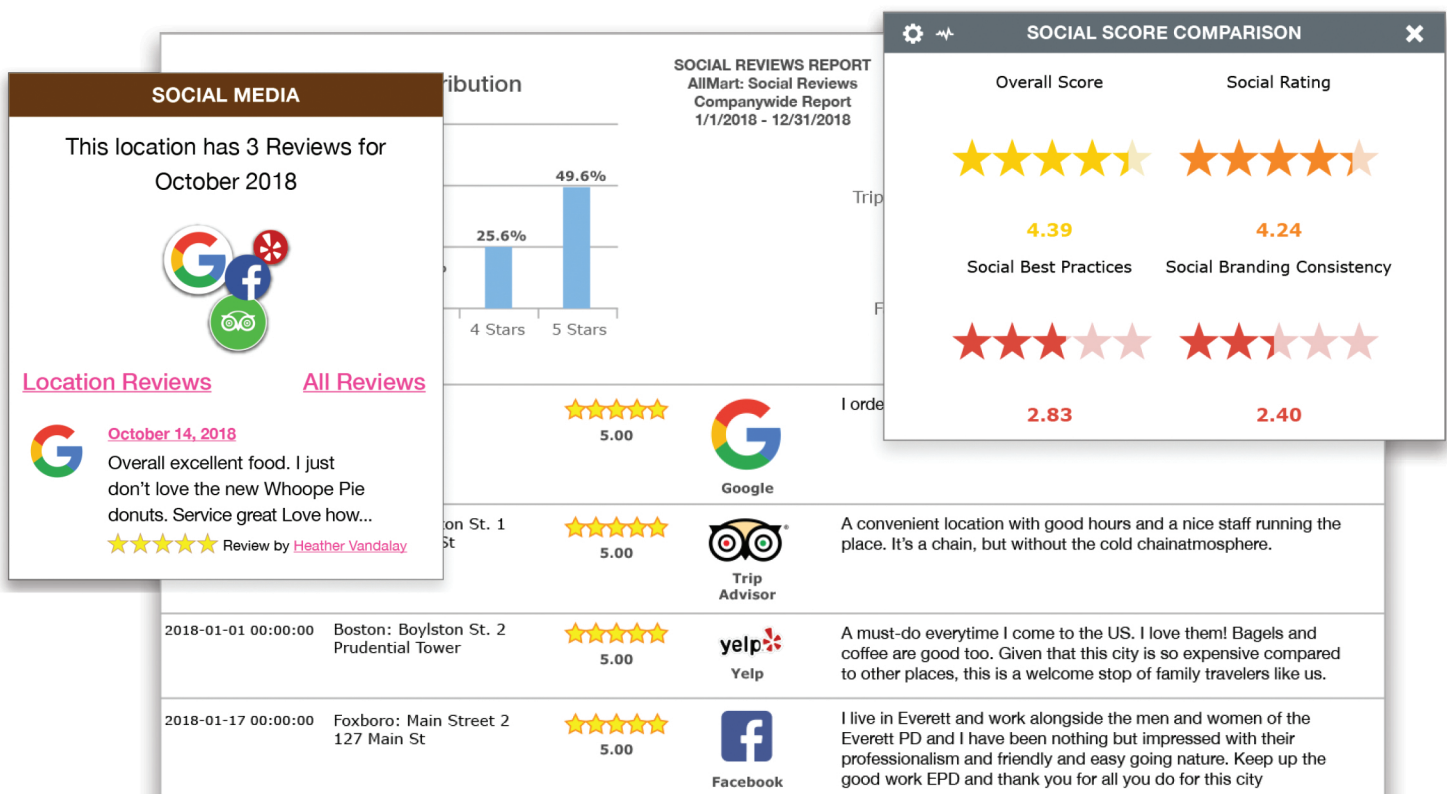 SOCIAL MEDIA
This location has 3 Reviews for
October 2018
Location Reviews
All Reviews
October 14, 2018
Overall excellent food. I just
don’t love the new Whoope Pie
donuts. Service great Love how...
Review by Heather Vandalay
ribution
49.6%
25.6%
4 Stars
5 Stars
SOCIAL REVIEWS REPORT
AllMart: Social Reviews
Companywide Report
1/1/2018 - 12/31/2018
Trip
F
SOCIAL SCORE COMPARISON
Overall Score
Social Rating
4.39
4.24
Social Best Practices
Social Branding Consistency
2.83
2.40
5.00
Google
I orde
ton St. 1
St
5.00
Trip
Advisor
A convenient location with good hours and a nice staff running the
place. It’s a chain, but without the cold chainatmosphere.
2018-01-01 00:00:00
Boston: Boylston St. 2
Prudential Tower
5.00
yelp
Yelp
A must-do everytime I come to the US. I love them! Bagels and
coffee are good too. Given that this city is so expensive compared
to other places, this is a welcome stop of family travelers like us.
2018-01-17 00:00:00
Foxboro: Main Street 2
127 Main St
5.00
Facebook
I live in Everett and work alongside the men and women of the
Everett PD and I have been nothing but impressed with their
professionalism and friendly and easy going nature. Keep up the
good work EPD and thank you for all you do for this city